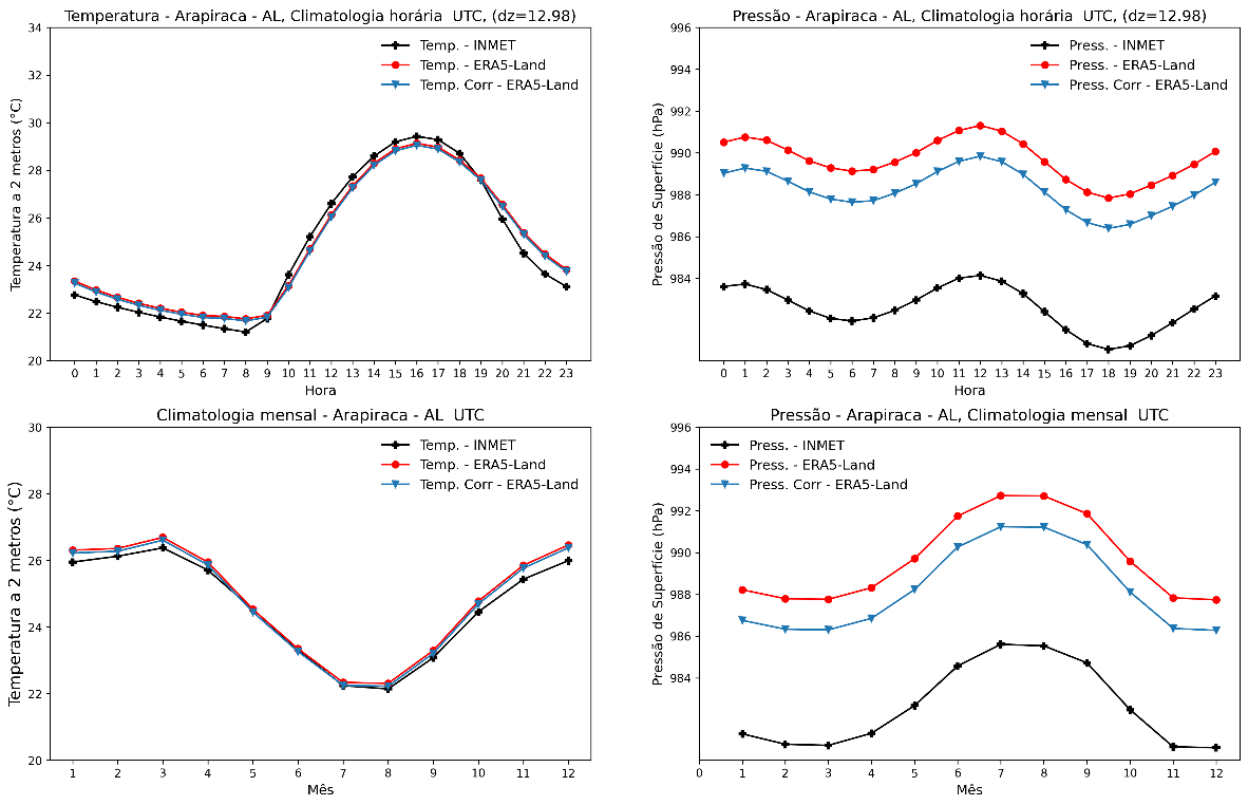 Temperatura - Arapiraca - AL, Climatologia horária  UTC, (dz=12.98)
34
32
30
28
26
24
22
20
Temperatura a 2 metros (°C)
Temp. - INMET
Temp. - ERA5-Land
Temp. Corr - ERA5-Land
0 1 2 3 4 5 6 7 8 9 10 11 12 13 14 15 16 17 18 19 20 21 22 23
Hora
Pressão - Arapiraca - AL, Climatologia horária  UTC, (dz=12.98)
996
994
992
990
988
986
984
Pressão de Superfície (hPa)
Press. - INMET
Press. - ERA5-Land
Press. Corr - ERA5-Land
0 1 2 3 4 5 6 7 8 9 10 11 12 13 14 15 16 17 18 19 20 21 22 23
Hora
Climatologia mensal - Arapiraca - AL  UTC
30
28
26
24
22
20
Temperatura a 2 metros (°C)
Temp. - INMET
Temp. - ERA5-Land
Temp. Corr - ERA5-Land
1 2 3 4 5 6 7 8 9 10 11 12
Mês
Pressão - Arapiraca - AL, Climatologia mensal  UTC
996
994
992
990
988
986
984
Pressão de Superfície (hPa)
Press. - INMET
Press. - ERA5-Land
Press. Corr - ERA5-Land
0 1 2 3 4 5 6 7 8 9 10 11 12
Mês